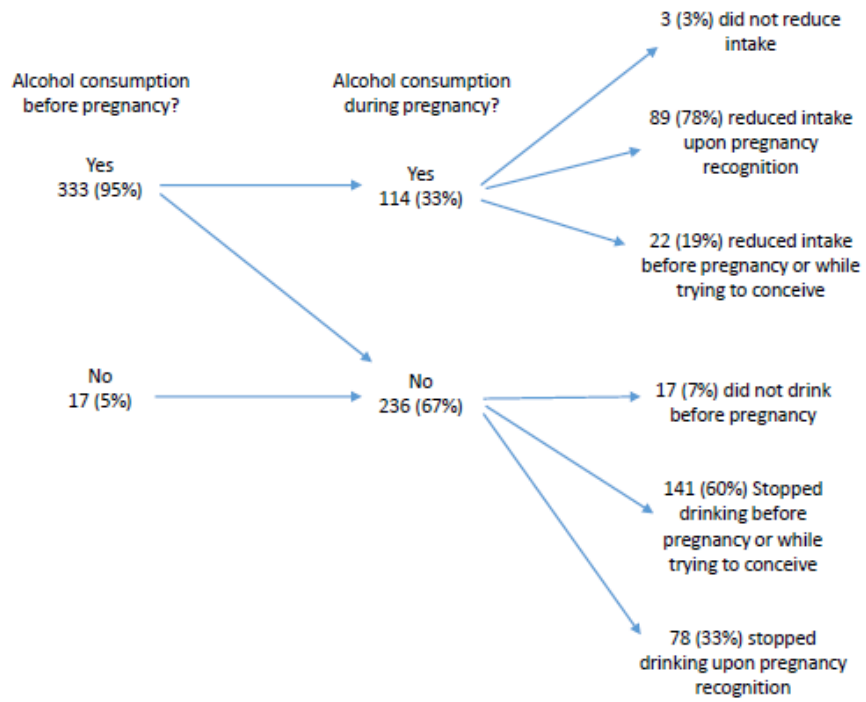 Alcohol consumption
before pregnancy?
Yes
333 (95%)
No
17 (5%)
Alcohol consumption
during pregnancy?
Yes
114 (33%)
No
236 (67%)
3 (3%) did not reduce
intake
89 (78%) reduced intake
upon pregnancy
recognition
22 (19%) reduced intake
before pregnancy or while
trying to conceive
17 (7%) did not drink
before pregnancy
141 (60%) Stopped
drinking before
pregnancy or while
trying to conceive
78 (33%) stopped
drinking upon pregnancy
recognition